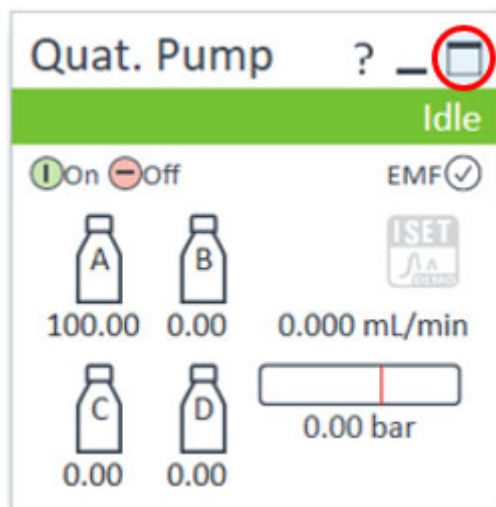 Quat. Pump ?
Idle
On Off EMF
A B ISET DEMO
100.00 0.00 0.000 mL/min
C D
0.00 bar
0.00 0.00